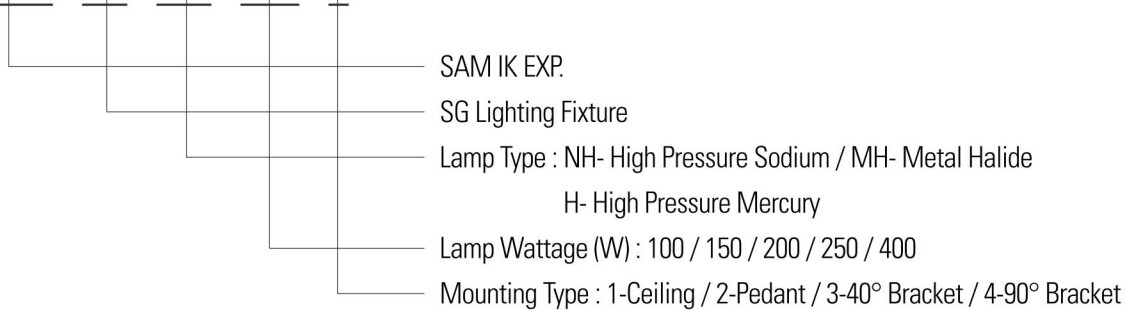 SAM IK EXP.
SG Lighting Fixture
Lamp Type : NH- High Pressure Sodium / MH- Metal Halide
H- High Pressure Mercury
Lamp Wattage (W) : 100 / 150 / 200 / 250 / 400
Mounting Type : 1-Ceiling / 2-Pedant / 3-40° Bracket / 4-90° Bracket